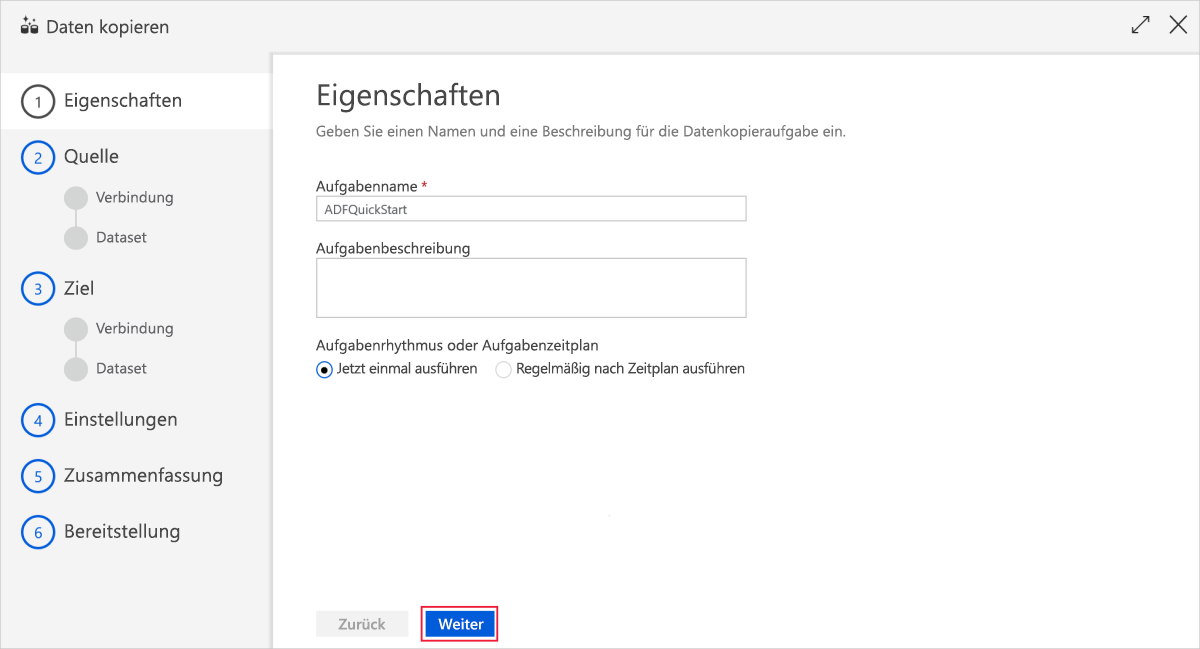 Daten kopieren
1 Eigenschaften
2 Quelle
Verbindung
Dataset
3 Ziel
Verbindung
Dataset
4 Einstellungen
5 Zusammenfassung
6 Bereitstellung
Eigenschaften
Geben Sie einen Namen und eine Beschreibung für die Datenkopieraufgabe ein.
Aufgabenname *
ADFQuickStart
Aufgabenbeschreibung
Aufgabenrhythmus oder Aufgabenzeitplan
Jetzt einmal ausführen Regelmäßig nach Zeitplan ausführen
Zurück Weiter